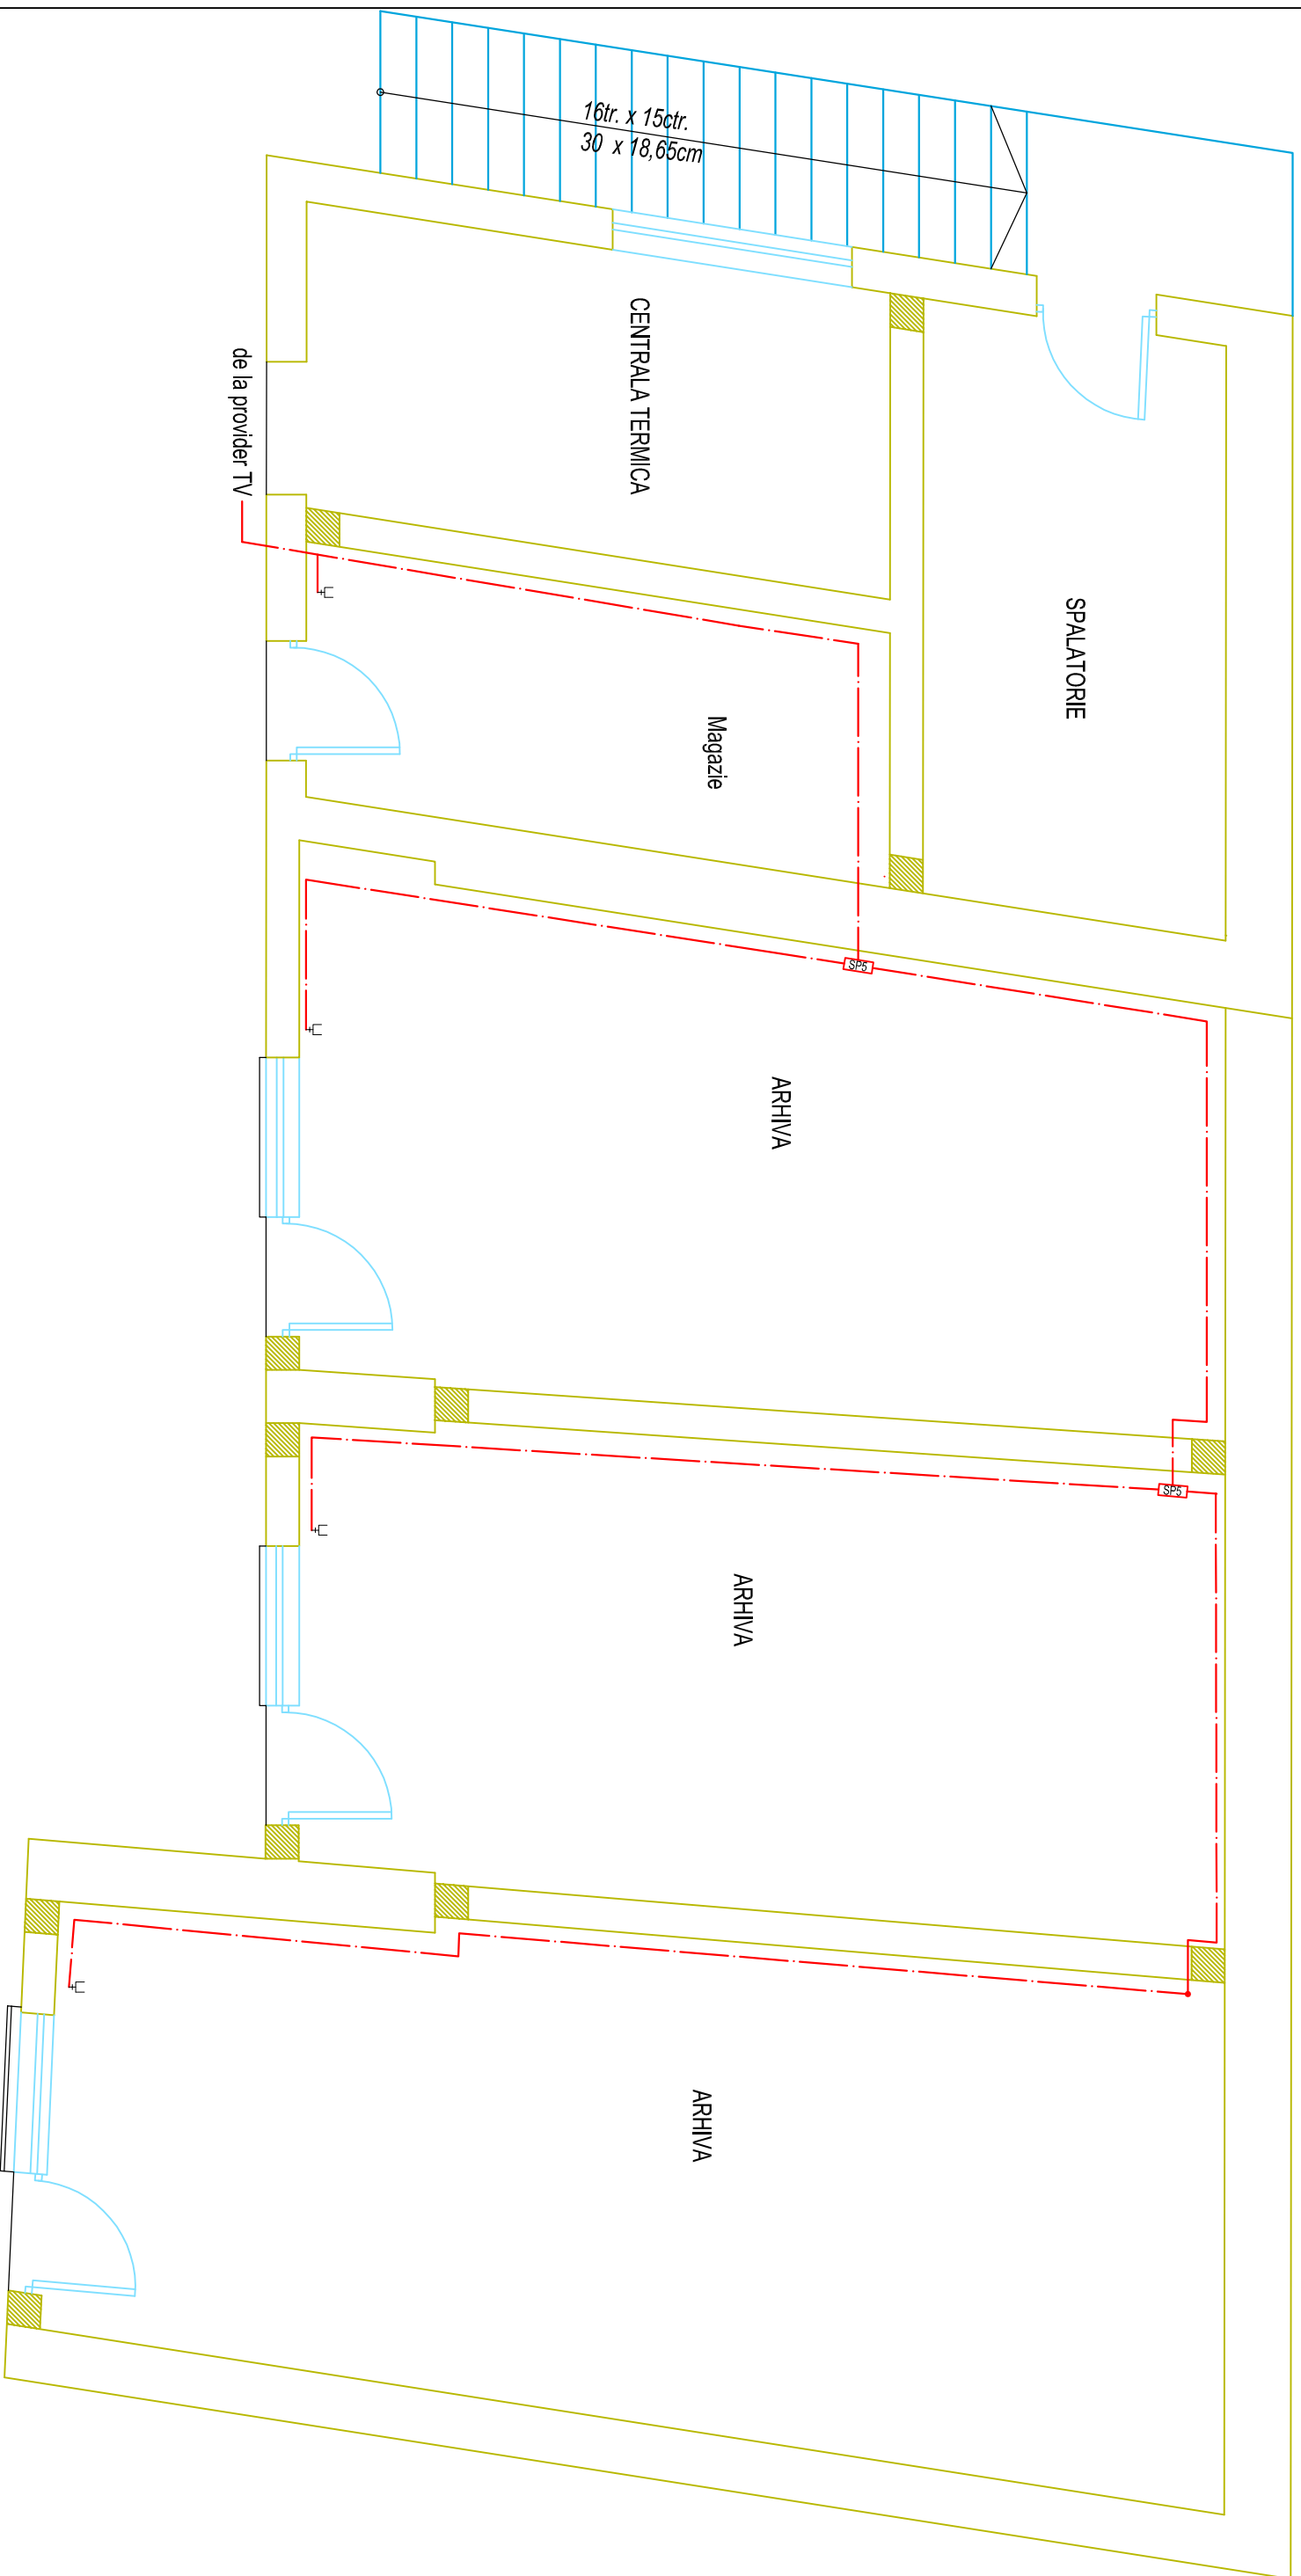 16tr. x 15ctr.
30 x 18,65cm
CENTRALA TERMICA
de la provider TV
SPALATORIE
Magazie
SP5
ARHIVA
SP5
ARHIVA
ARHIVA